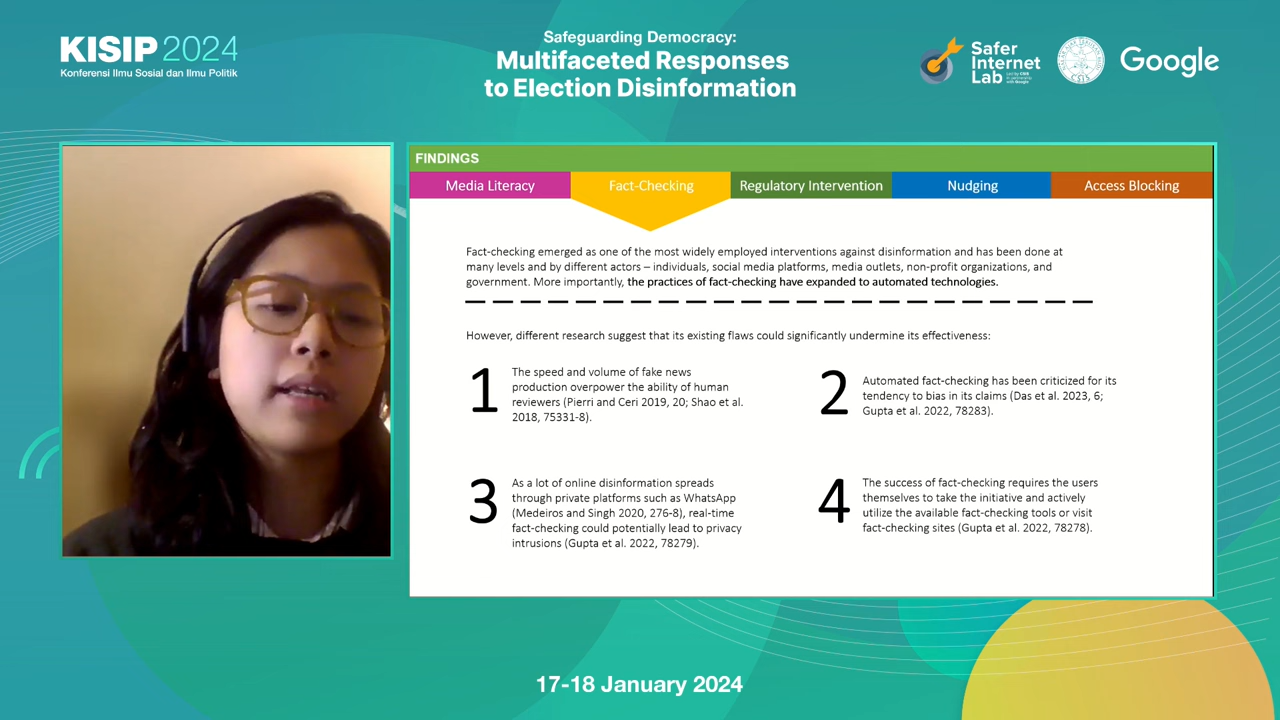 KISIP 2024
Konferensi Ilmu Sosial dan Ilmu Politik
Safeguarding Democracy:
Multifaceted Responses
to Election Disinformation
Safer
Internet
Lab
CSIS
Google
FINDINGS
Media Literacy
Fact-Checking
Regulatory Intervention
Nudging
Access Blocking
Fact-checking emerged as one of the most widely employed interventions against disinformation and has been done at
many levels and by different actors – individuals, social media platforms, media outlets, non-profit organizations, and
government. More importantly, the practices of fact-checking have expanded to automated technologies.
However, different research suggest that its existing flaws could significantly undermine its effectiveness:
1
The speed and volume of fake news
production overpower the ability of human
reviewers (Pierri and Ceri 2019, 20; Shao et al.
2018, 75331-8).
2
Automated fact-checking has been criticized for its
tendency to bias in its claims (Das et al. 2023, 6;
Gupta et al. 2022, 78283).
3
As a lot of online disinformation spreads
through private platforms such as WhatsApp
(Medeiros and Singh 2020, 276-8), real-time
fact-checking could potentially lead to privacy
intrusions (Gupta et al. 2022, 78279).
4
The success of fact-checking requires the users
themselves to take the initiative and actively
utilize the available fact-checking tools or visit
fact-checking sites (Gupta et al. 2022, 78278).
17-18 January 2024